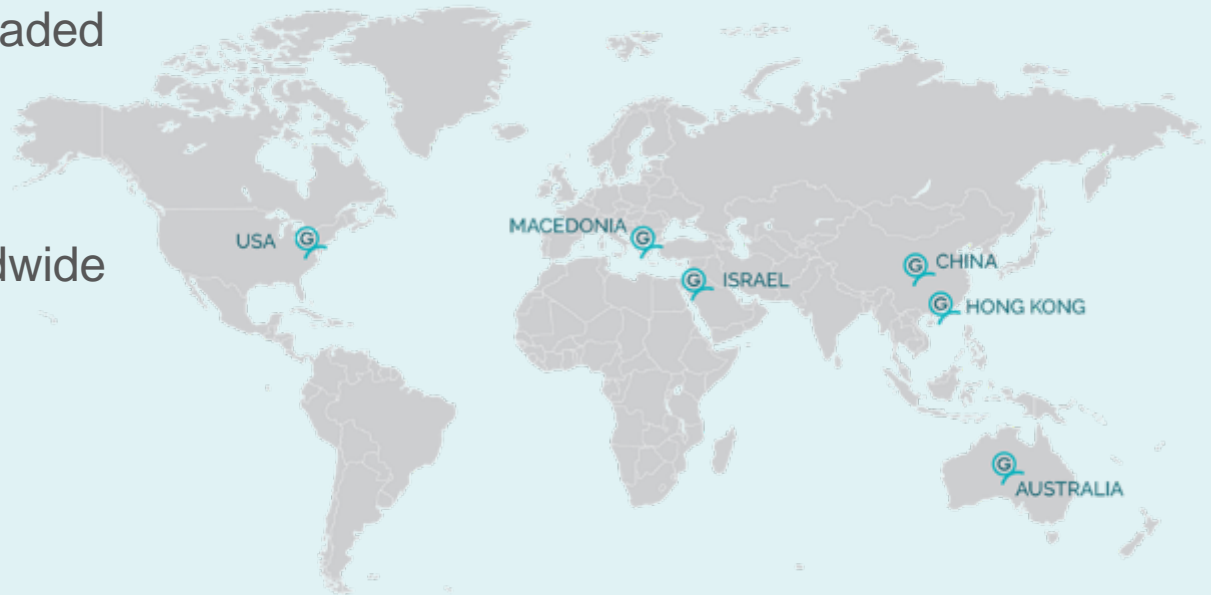 aded
dwide
USA
G
MACEDONIA
G
G
ISRAEL
G
CHINA
G
HONG KONG
G
AUSTRALIA